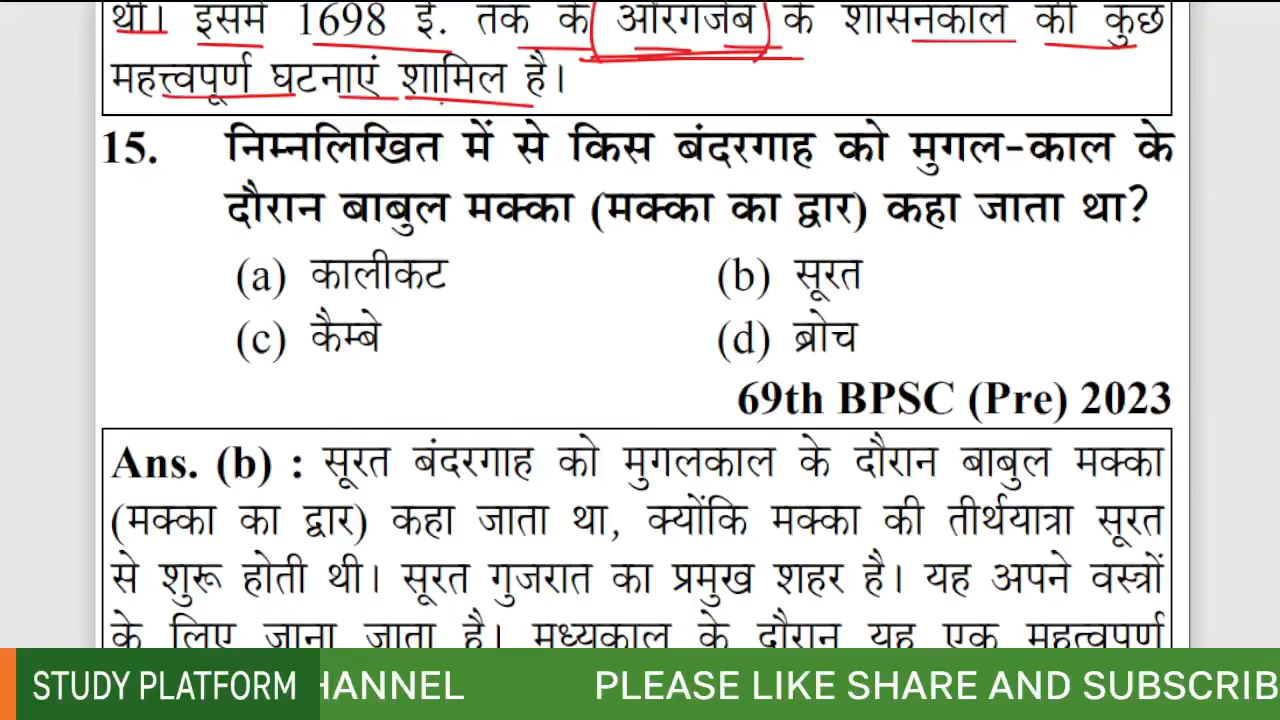 थी। इसमें 1698 ई. तक के औरंगजेब के शासनकाल की कुछ
महत्त्वपूर्ण घटनाएं शामिल है।
15. निम्नलिखित में से किस बंदरगाह को मुगल-काल के
दौरान बाबुल मक्का (मक्का का द्वार) कहा जाता था?
(a) कालीकट (b) सूरत
(c) कैम्बे (d) ब्रोच
69th BPSC (Pre) 2023
Ans. (b) : सूरत बंदरगाह को मुगलकाल के दौरान बाबुल मक्का
(मक्का का द्वार) कहा जाता था, क्योंकि मक्का की तीर्थयात्रा सूरत
से शुरू होती थी। सूरत गुजरात का प्रमुख शहर है। यह अपने वस्त्रों
के लिए जाना जाता है। मध्यकाल के दौरान यह एक महत्वपूर्ण
STUDY PLATFORM HANNEL PLEASE LIKE SHARE AND SUBSCRIB